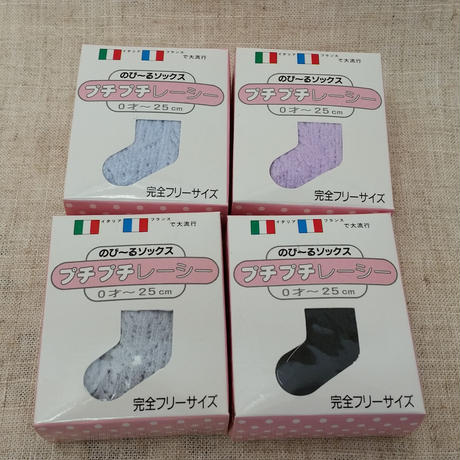 イタリア フランス で大流行
のび〜るソックス
プチプチレーシー
0才〜25cm
完全フリーサイズ
イタリア フランス で大流行
のび〜るソックス
プチプチレーシー
0才〜25cm
完全フリーサイズ
イタリア フランス で大流行
のび〜るソックス
プチプチレーシー
0才〜25cm
完全フリーサイズ
イタリア フランス で大流行
のび〜るソックス
プチプチレーシー
0才〜25cm
完全フリーサイズ